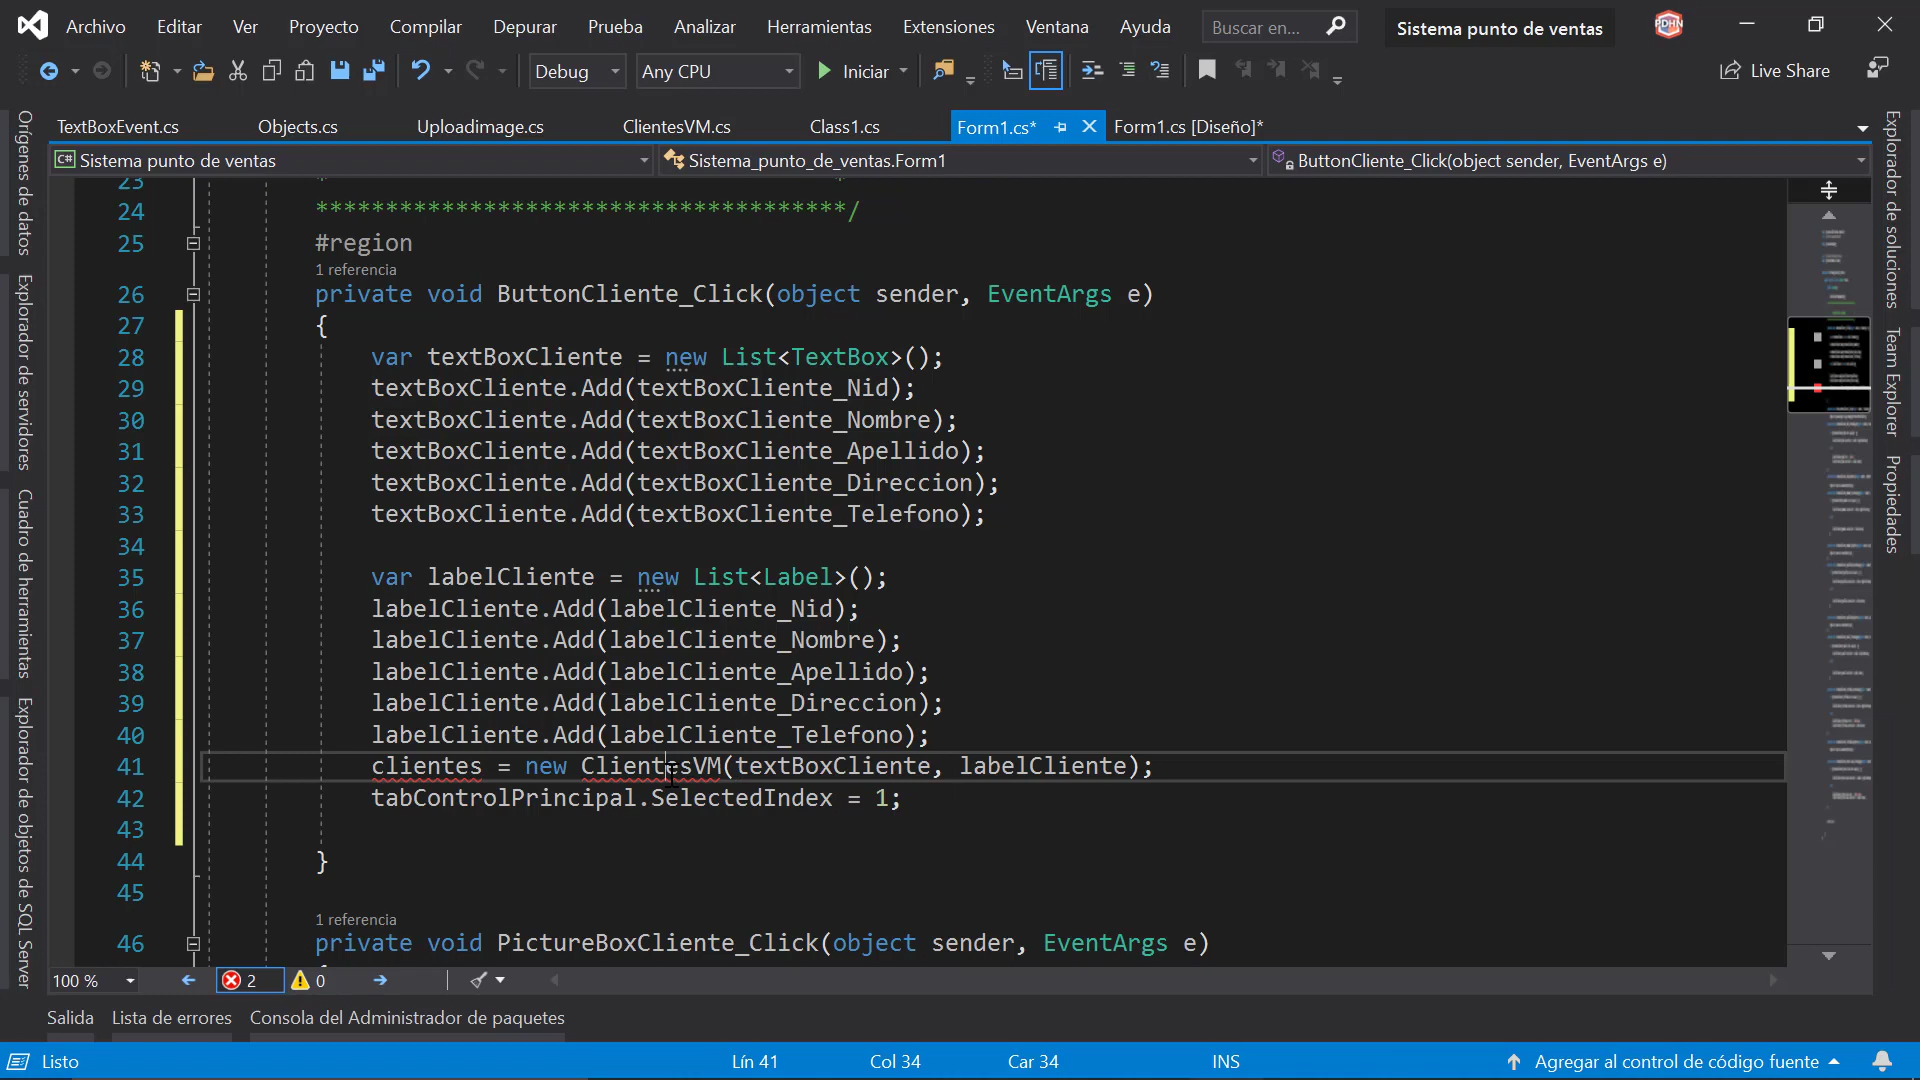 Archivo Editar Ver Proyecto Compilar Depurar Prueba Analizar Herramientas Extensiones Ventana Ayuda Buscar en... Sistema punto de ventas PDHN
Debug Any CPU Iniciar Live Share
TextBoxEvent.cs Objects.cs Uploadimage.cs ClientesVM.cs Class1.cs Form1.cs* Form1.cs [Diseño]*
C# Sistema punto de ventas Sistema_punto_de_ventas.Form1 ButtonCliente_Click(object sender, EventArgs e)
Orígenes de datos
Explorador de servidores
Cuadro de herramientas
Explorador de objetos de SQL Server
23
24 **************************************/
25 #region
1 referencia
26 private void ButtonCliente_Click(object sender, EventArgs e)
27 {
28 var textBoxCliente = new List<TextBox>();
29 textBoxCliente.Add(textBoxCliente_Nid);
30 textBoxCliente.Add(textBoxCliente_Nombre);
31 textBoxCliente.Add(textBoxCliente_Apellido);
32 textBoxCliente.Add(textBoxCliente_Direccion);
33 textBoxCliente.Add(textBoxCliente_Telefono);
34
35 var labelCliente = new List<Label>();
36 labelCliente.Add(labelCliente_Nid);
37 labelCliente.Add(labelCliente_Nombre);
38 labelCliente.Add(labelCliente_Apellido);
39 labelCliente.Add(labelCliente_Direccion);
40 labelCliente.Add(labelCliente_Telefono);
41 clientes = new ClientesVM(textBoxCliente, labelCliente);
42 tabControlPrincipal.SelectedIndex = 1;
43
44 }
45
1 referencia
46 private void PictureBoxCliente_Click(object sender, EventArgs e)
Explorador de soluciones
Team Explorer
Propiedades
100 % 2 0
Salida Lista de errores Consola del Administrador de paquetes
Listo Lín 41 Col 34 Car 34 INS Agregar al control de código fuente